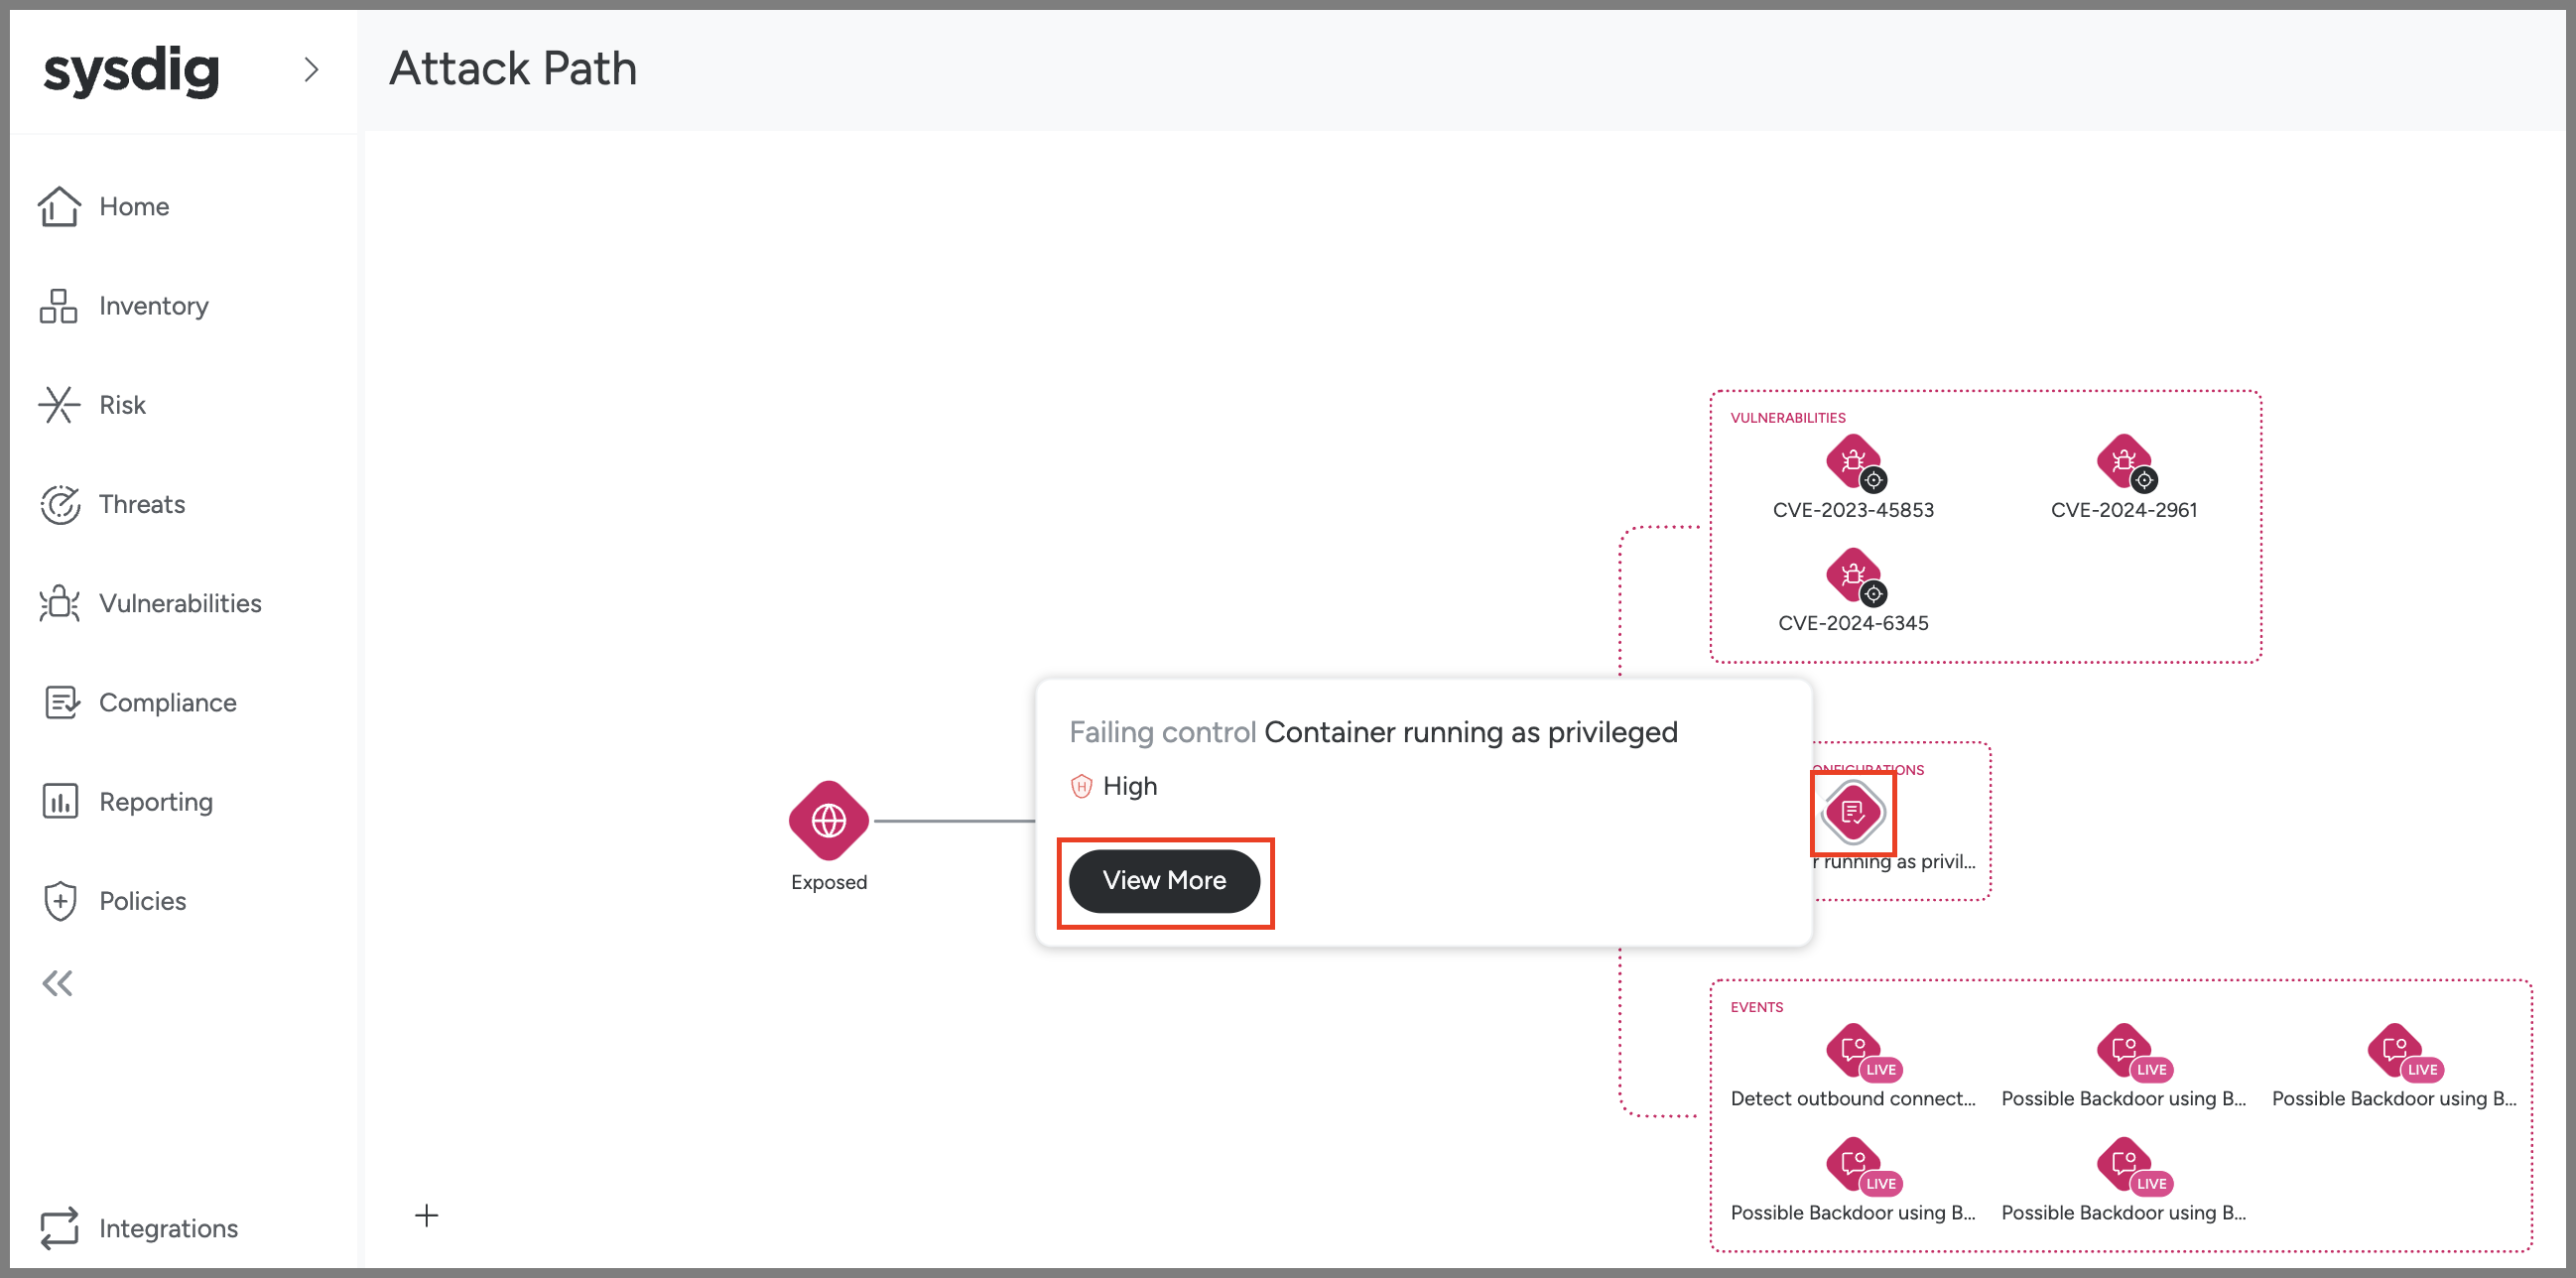 sysdig
Attack Path
Home
Inventory
Risk
Threats
Vulnerabilities
Compliance
Reporting
Policies
Integrations
VULNERABILITIES
CVE-2023-45853
CVE-2024-2961
CVE-2024-6345
Failing control Container running as privileged
H High
View More
Exposed
ONFIGURATIONS
r running as privil...
EVENTS
LIVE
LIVE
LIVE
Detect outbound connect...
Possible Backdoor using B...
Possible Backdoor using B...
LIVE
LIVE
Possible Backdoor using B...
Possible Backdoor using B...